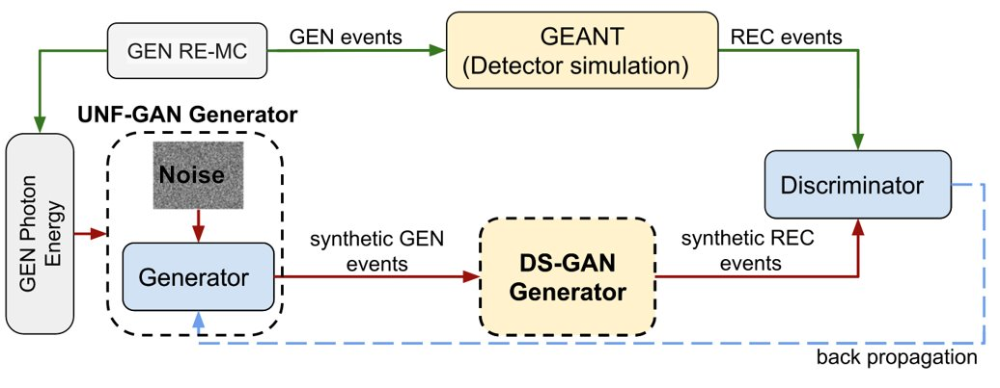 GEN RE-MC
GEN events
GEANT
(Detector simulation)
REC events
UNF-GAN Generator
GEN Photon
Energy
Noise
Generator
synthetic GEN
events
DS-GAN
Generator
synthetic REC
events
Discriminator
back propagation